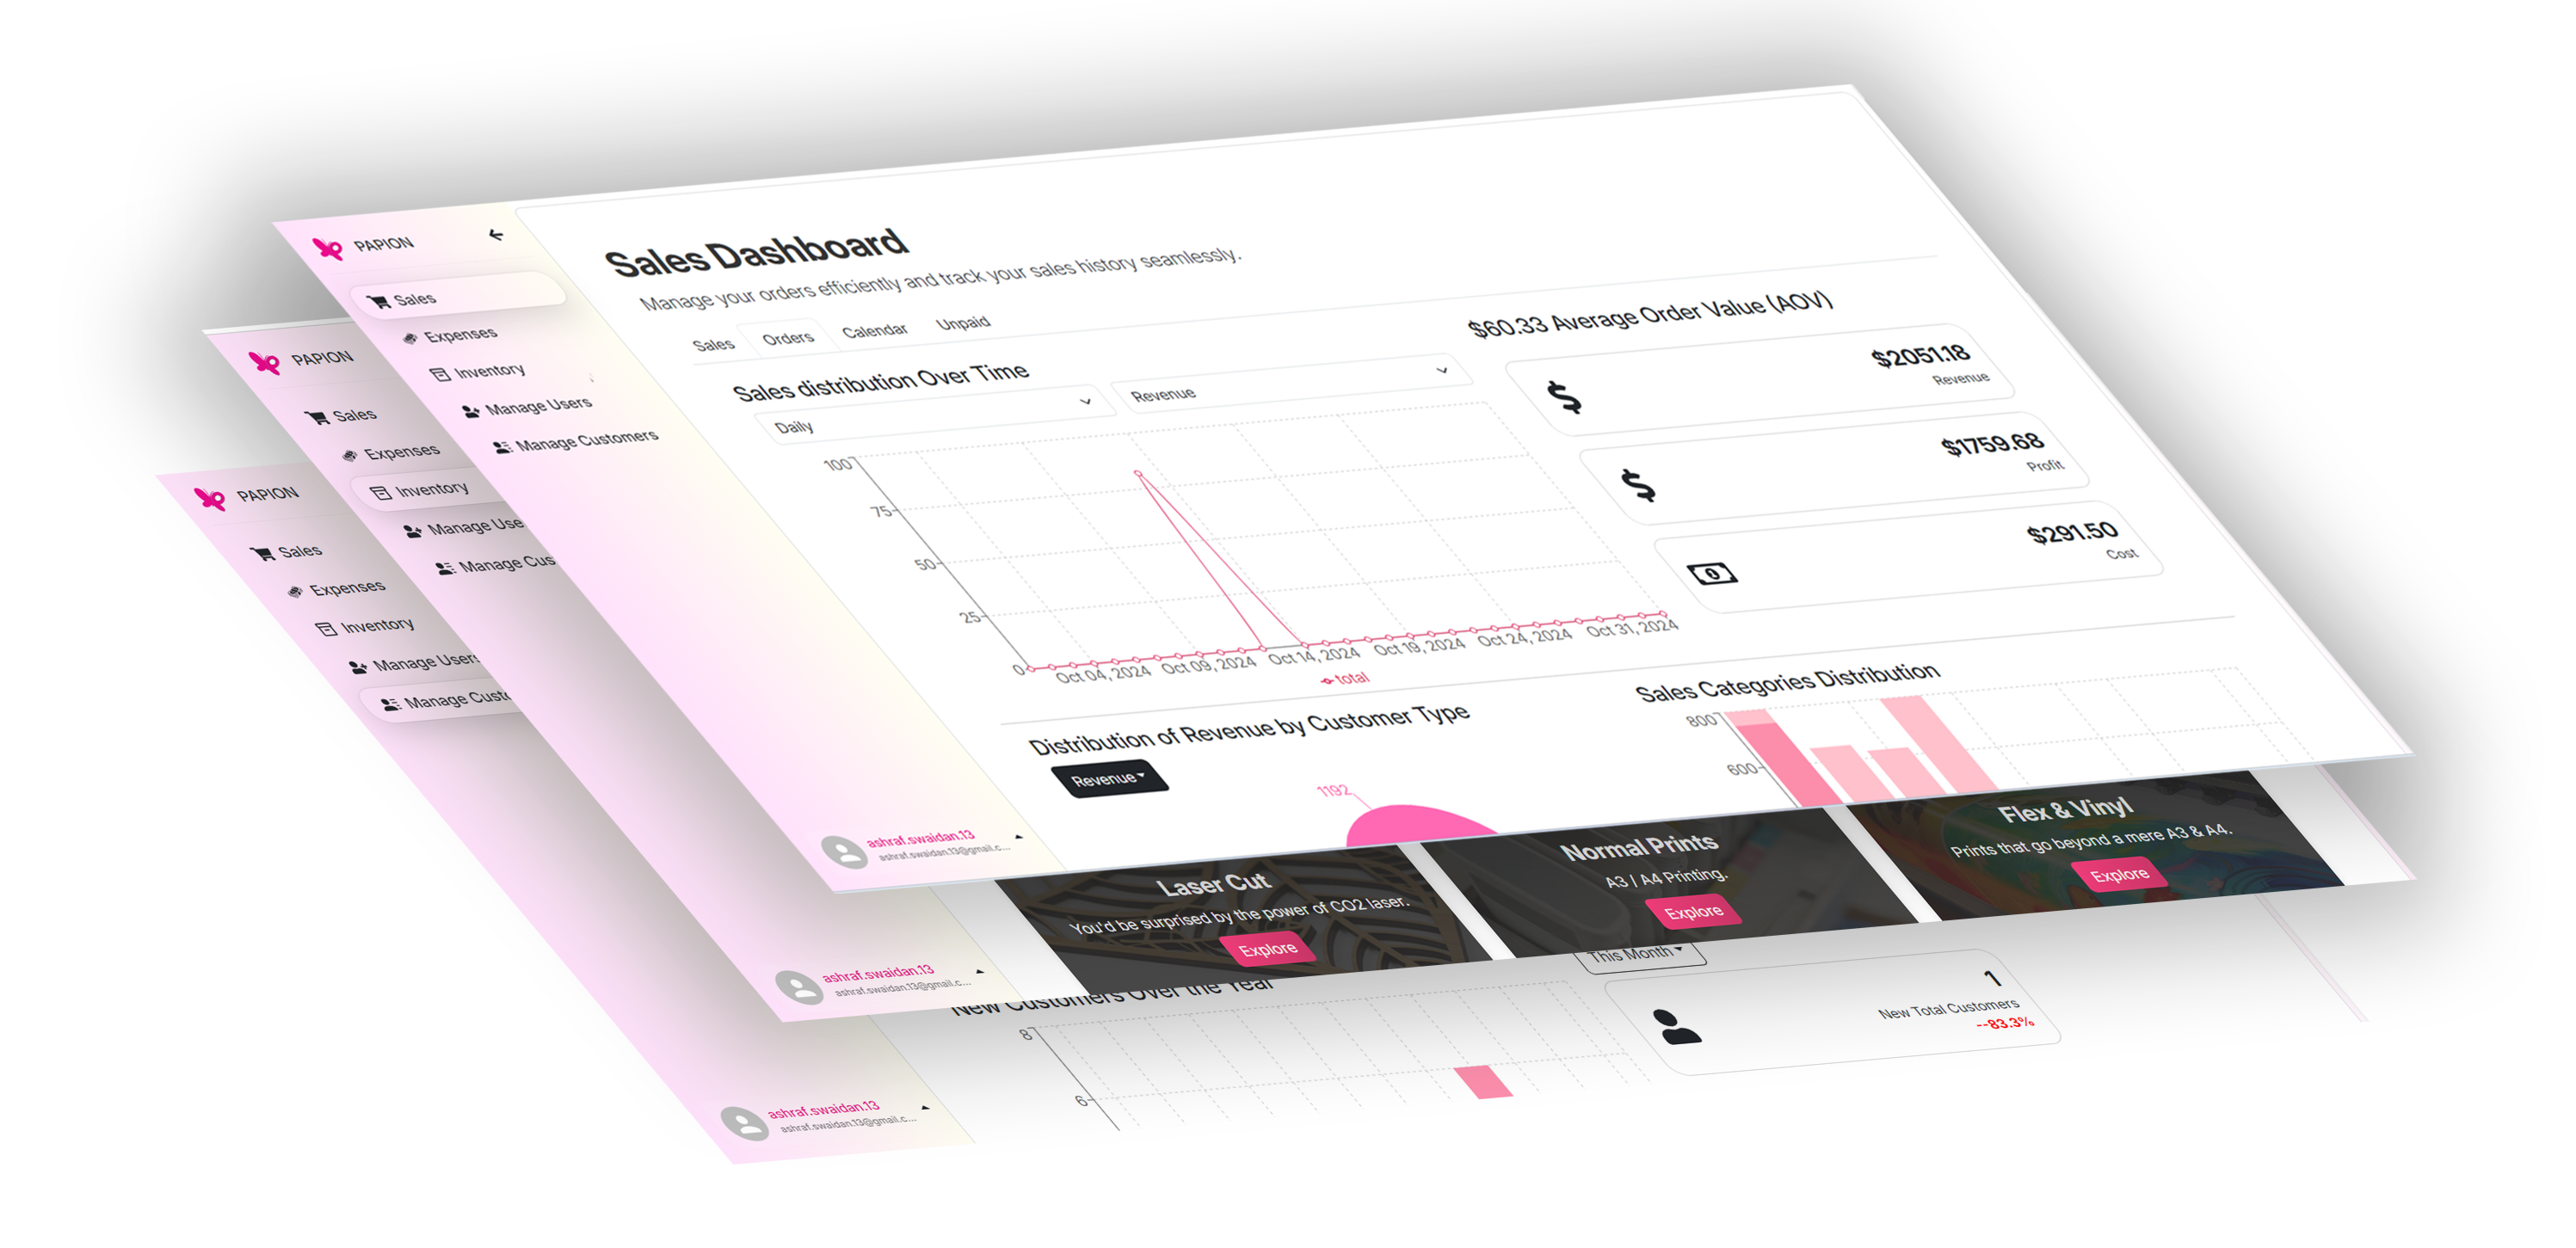 PAPION
Sales
Expenses
Inventory
Manage Users
Manage Customers
ashraf.swaidan.13
ashraf.swaidan.13@gmail.c...
Sales Dashboard
Manage your orders efficiently and track your sales history seamlessly.
Sales Orders Calendar Unpaid
Sales distribution Over Time
Daily
Revenue
100
75
50
25
0
Oct 04, 2024 Oct 09, 2024 Oct 14, 2024 Oct 19, 2024 Oct 24, 2024 Oct 31, 2024
total
$60.33 Average Order Value (AOV)
$2051.18
Revenue
$1759.68
Profit
$291.50
Cost
Distribution of Revenue by Customer Type
Revenue
1192
Sales Categories Distribution
800
600
PAPION
Sales
Expenses
Inventory
Manage Use
Manage Cus
ashraf.swaidan.13
ashraf.swaidan.13@gmail.c...
Laser Cut
You'd be surprised by the power of CO2 laser.
Explore
Normal Prints
A3 / A4 Printing.
Explore
Flex & Vinyl
Prints that go beyond a mere A3 & A4.
Explore
PAPION
Sales
Expenses
Inventory
Manage Users
Manage Custo
ashraf.swaidan.13
ashraf.swaidan.13@gmail.c...
New Customers Over the Year
8
6
This Month
1
New Total Customers
--83.3%